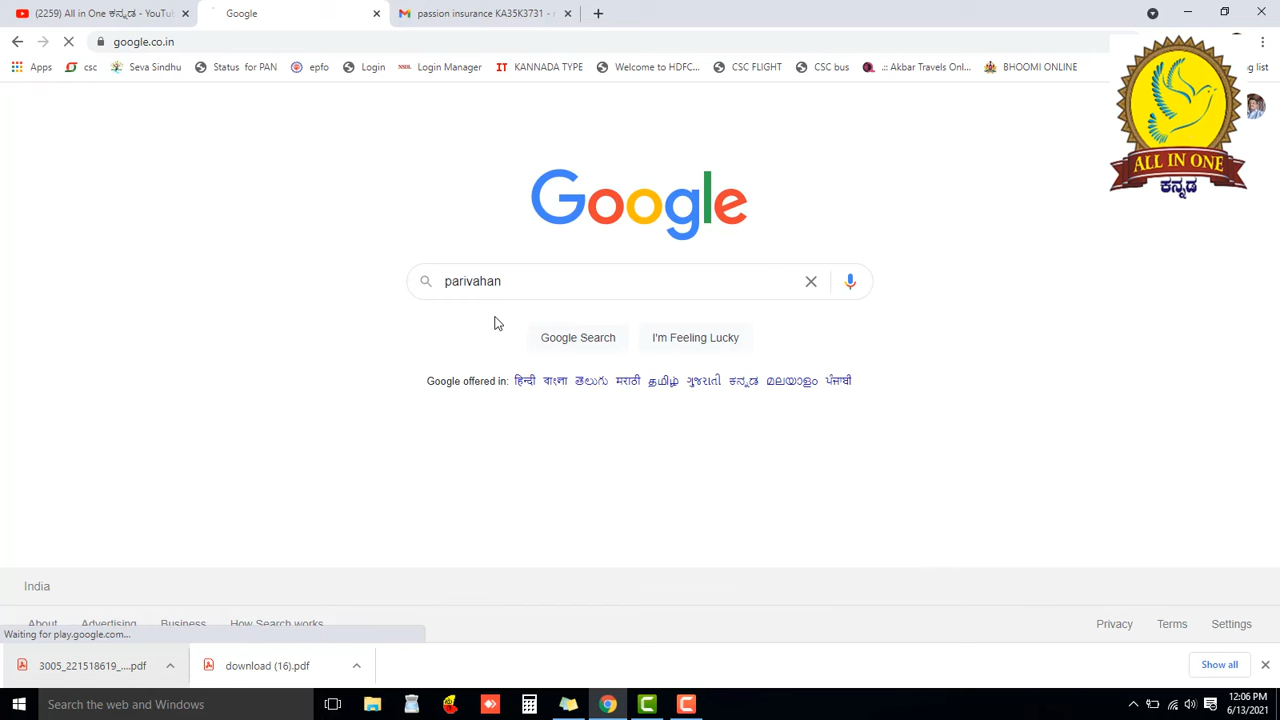 (2259) All in One ಕನ್ನಡ - YouTu
Google
passion insurance KA35K3731 -
google.co.in
Apps
csc
Seva Sindhu
Status for PAN
epfo
Login
NSDL Login Manager
IT KANNADA TYPE
Welcome to HDFC...
CSC FLIGHT
CSC bus
.:: Akbar Travels Onl...
BHOOMI ONLINE
g list
ALL IN ONE
ಕನ್ನಡ
Google
parivahan
Google Search
I'm Feeling Lucky
Google offered in: हिन्दी বাংলা తెలుగు मराठी தமிழ் ગુજરાતી ಕನ್ನಡ മലയാളം ਪੰਜਾਬੀ
India
About Advertising Business How Search works
Privacy Terms Settings
Waiting for play.google.com...
3005_221518619_....pdf
download (16).pdf
Show all
Search the web and Windows
12:06 PM
6/13/2021